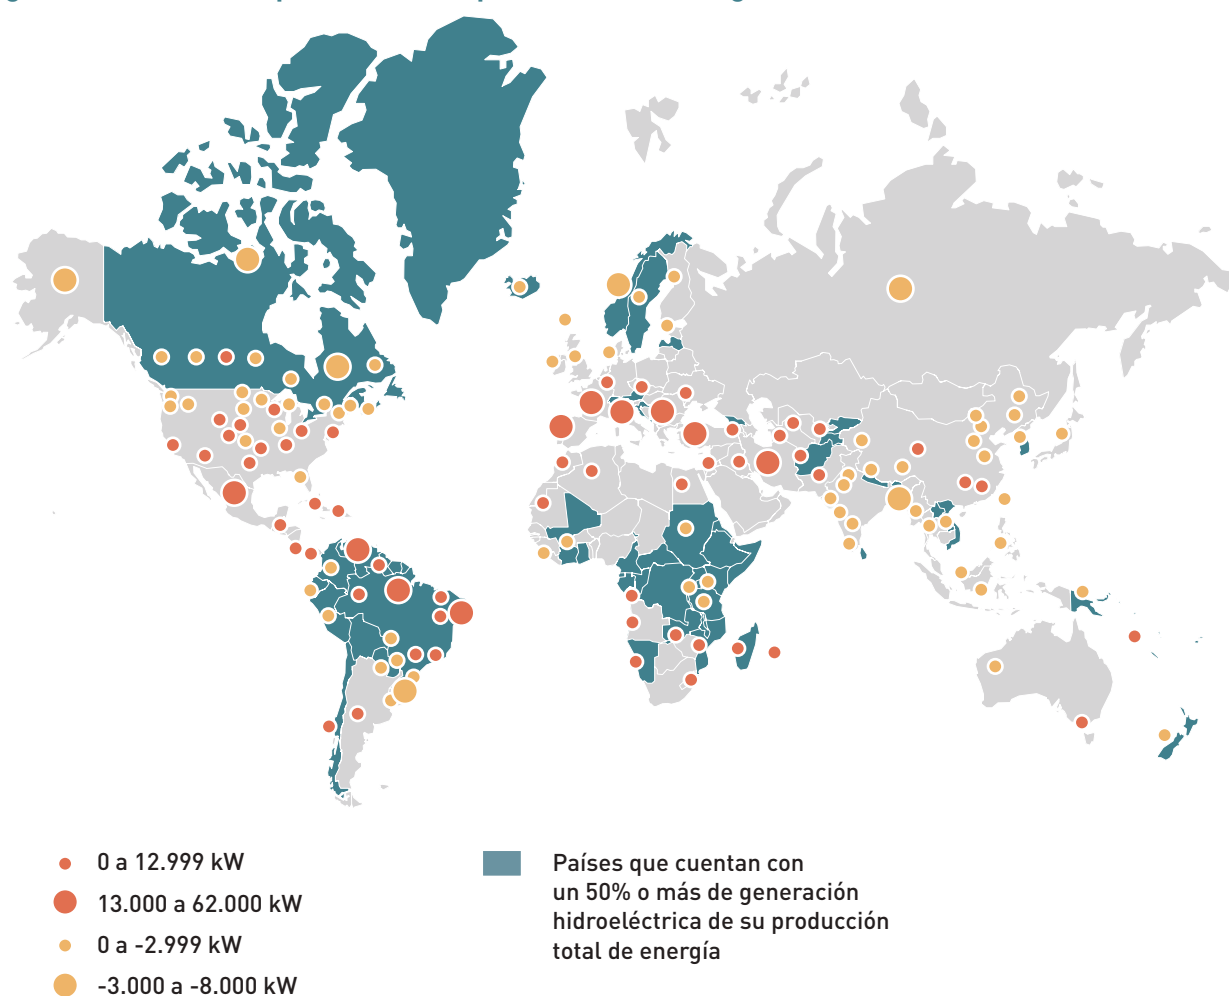 0 a 12.999 kW
13.000 a 62.000 kW
0 a -2.999 kW
-3.000 a -8.000 kW
Países que cuentan con
un 50% o más de generación
hidroeléctrica de su producción
total de energía